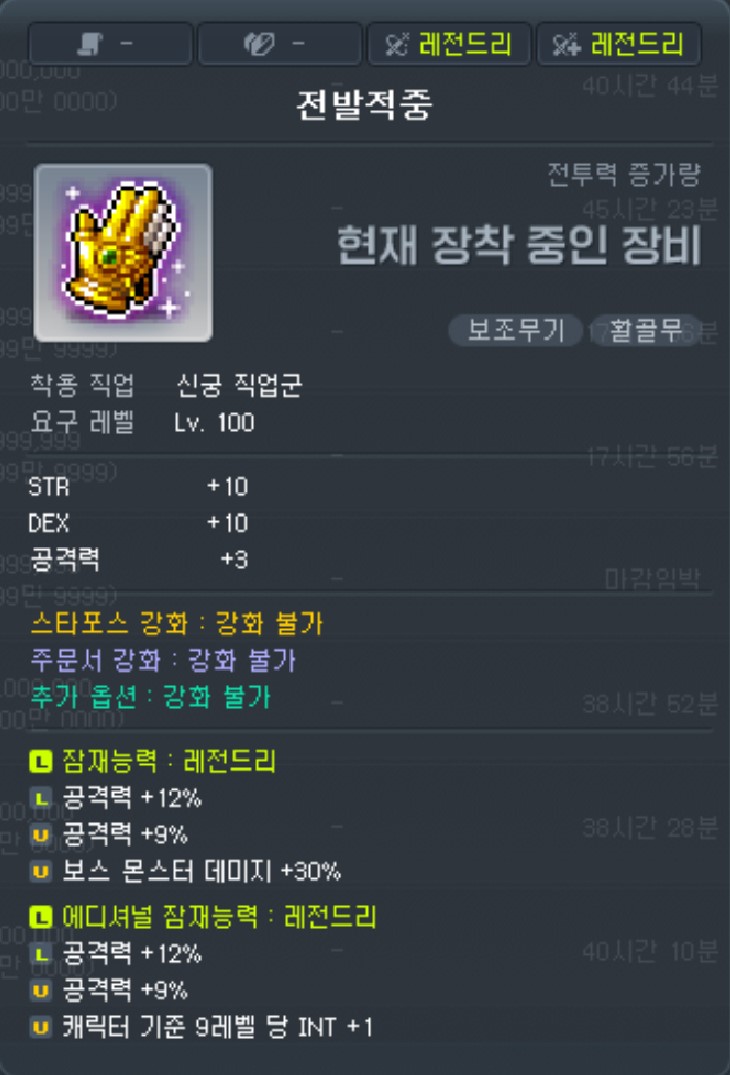 - - 레전드리 레전드리
40시간 44분
전발적중
전투력 증가량
45시간 23분
현재 장착 중인 장비
보조무기 활골무
착용 직업 신궁 직업군
요구 레벨 Lv. 100
17시간 56분
STR +10
DEX +10
공격력 +3
마감임박
스타포스 강화 : 강화 불가
주문서 강화 : 강화 불가
추가 옵션 : 강화 불가
38시간 52분
L 잠재능력 : 레전드리
L 공격력 +12%
U 공격력 +9%
38시간 28분
U 보스 몬스터 데미지 +30%
L 에디셔널 잠재능력 : 레전드리
L 공격력 +12%
40시간 10분
U 공격력 +9%
U 캐릭터 기준 9레벨 당 INT +1